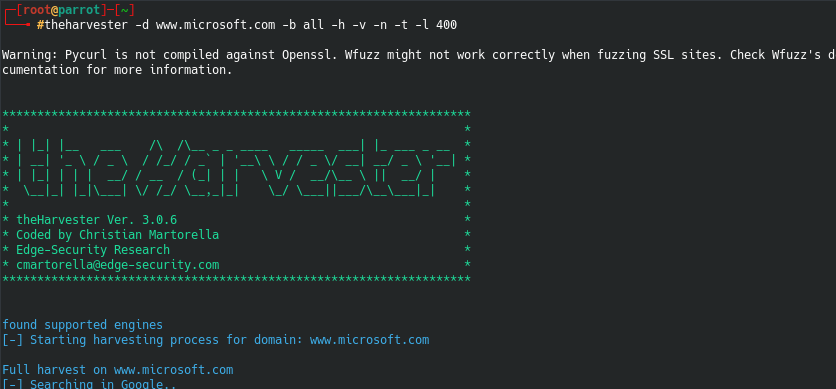 [root@parrot]-[~]
#theharvester -d www.microsoft.com -b all -h -v -n -t -l 400
Warning: Pycurl is not compiled against Openssl. Wfuzz might not work correctly when fuzzing SSL sites. Check Wfuzz's do
cumentation for more information.
*******************************************************************
* *
* | |_| |__   ___    /\  /\__ _ _ ____   _____  ___| |_ ___ _ __  *
* | __| '_ \ / _ \  / /_/ / _` | '__\ \ / / _ \/ __| __/ _ \ '__| *
* | |_| | | |  __/ / __  / (_| | |   \ V /  __/\__ \ ||  __/ |    *
*  \__|_| |_|\___| \/ /_/ \__,_|_|    \_/ \___||___/\__\___|_|    *
* *
* theHarvester Ver. 3.0.6 *
* Coded by Christian Martorella *
* Edge-Security Research *
* cmartorella@edge-security.com *
*******************************************************************
found supported engines
[-] Starting harvesting process for domain: www.microsoft.com
Full harvest on www.microsoft.com
[-] Searching in Google..